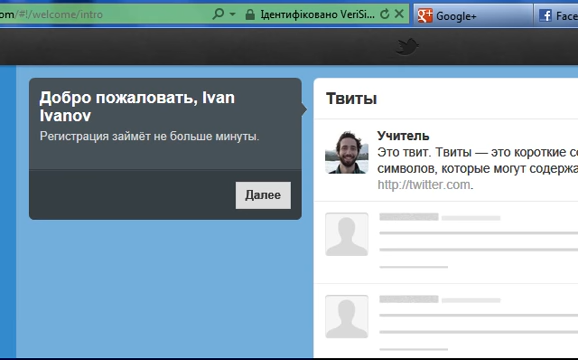 om/#!/welcome/intro
Ідентифіковано VeriSi...
Google+
Face
Добро пожаловать, Ivan
Ivanov
Регистрация займёт не больше минуты.
Далее
Твиты
Учитель
Это твит. Твиты — это короткие со
символов, которые могут содержа
http://twitter.com.